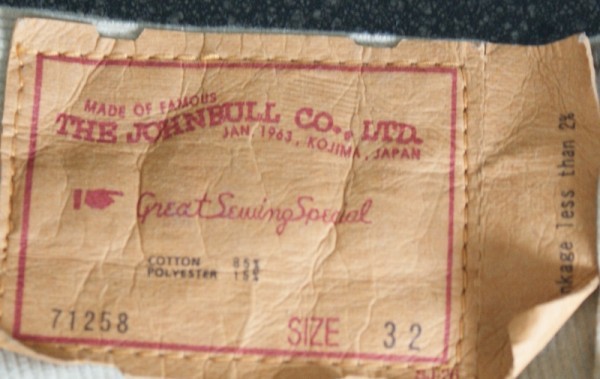 MADE OF FAMOUS
THE JOHNBULL CO., LTD.
JAN 1963, KOJIMA, JAPAN
Great Sewing Special
COTTON 85%
POLYESTER 15%
71258 SIZE 32
nkage less than 2%